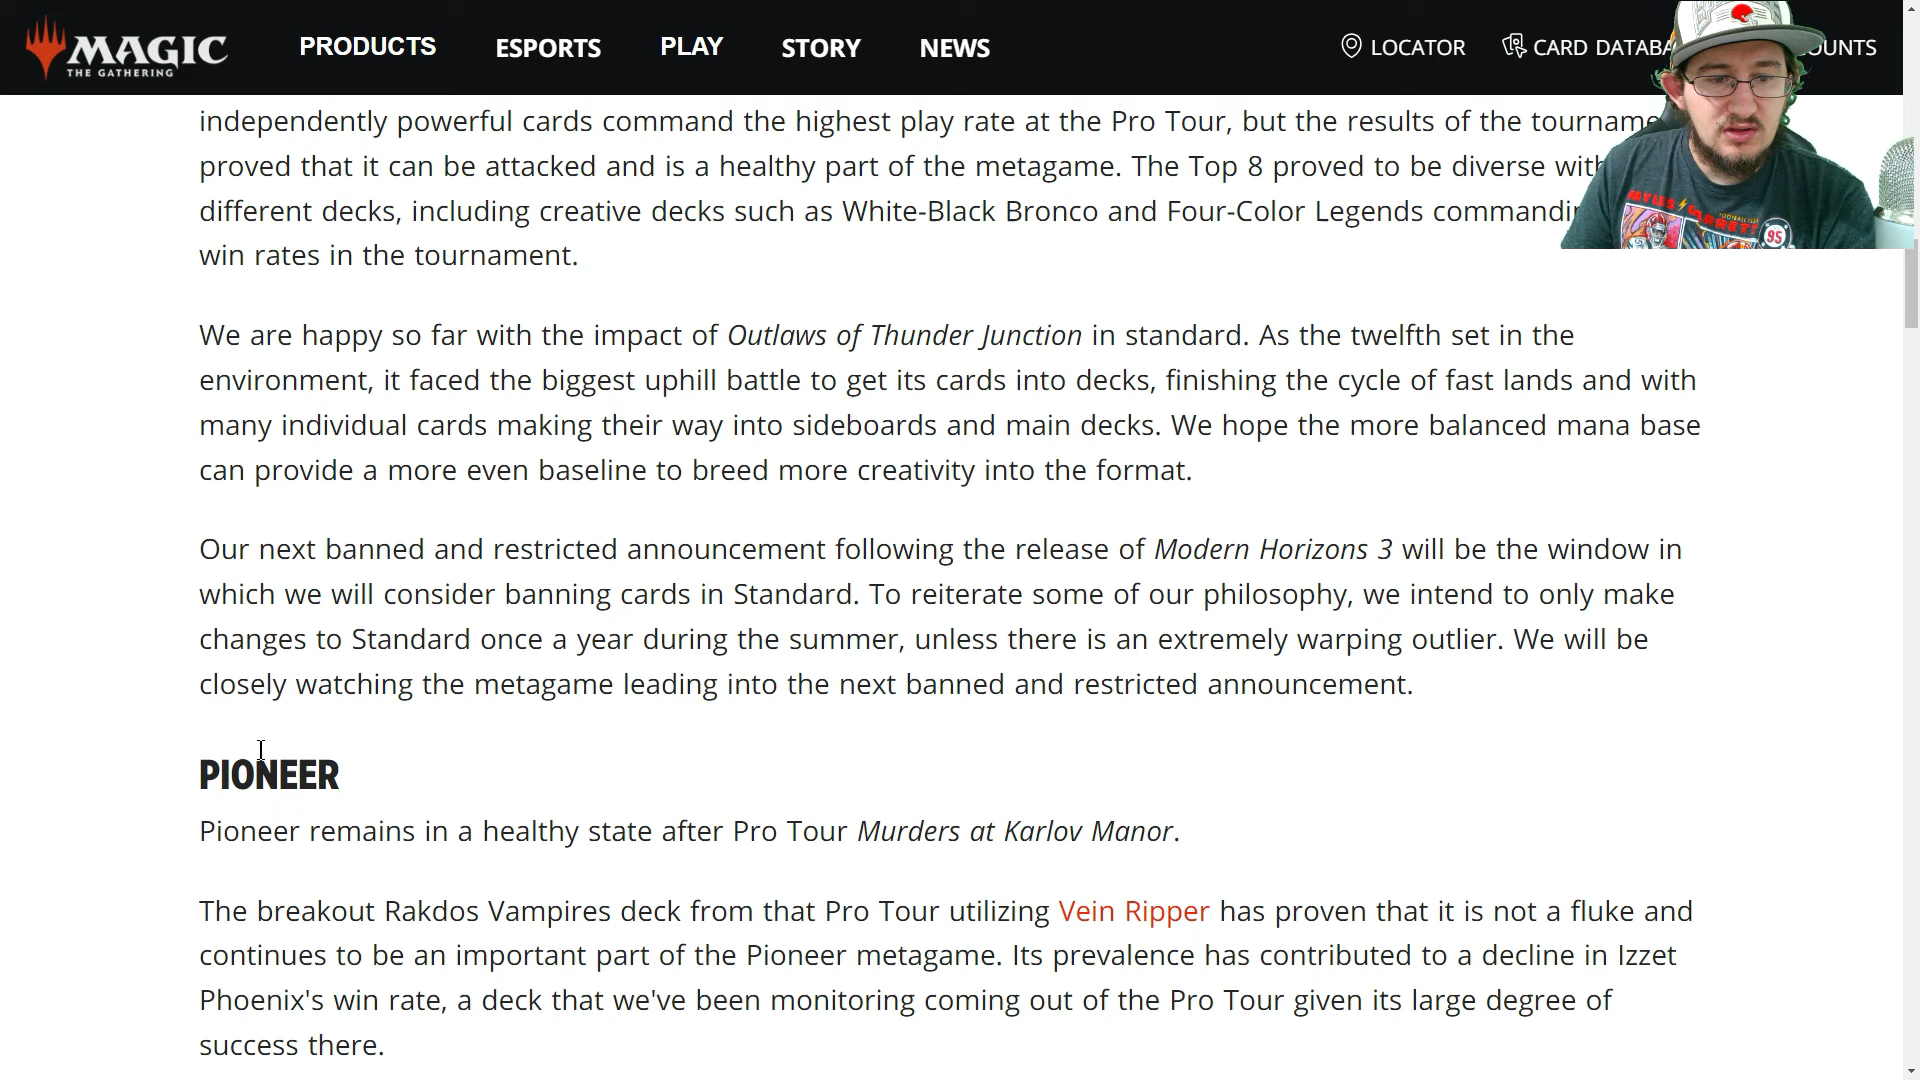 MAGIC
THE GATHERING
PRODUCTS ESPORTS PLAY STORY NEWS LOCATOR CARD DATABA OUNTS
independently powerful cards command the highest play rate at the Pro Tour, but the results of the tourname
proved that it can be attacked and is a healthy part of the metagame. The Top 8 proved to be diverse with
different decks, including creative decks such as White-Black Bronco and Four-Color Legends commandin
win rates in the tournament.
We are happy so far with the impact of Outlaws of Thunder Junction in standard. As the twelfth set in the
environment, it faced the biggest uphill battle to get its cards into decks, finishing the cycle of fast lands and with
many individual cards making their way into sideboards and main decks. We hope the more balanced mana base
can provide a more even baseline to breed more creativity into the format.
Our next banned and restricted announcement following the release of Modern Horizons 3 will be the window in
which we will consider banning cards in Standard. To reiterate some of our philosophy, we intend to only make
changes to Standard once a year during the summer, unless there is an extremely warping outlier. We will be
closely watching the metagame leading into the next banned and restricted announcement.
PIONEER
Pioneer remains in a healthy state after Pro Tour Murders at Karlov Manor.
The breakout Rakdos Vampires deck from that Pro Tour utilizing Vein Ripper has proven that it is not a fluke and
continues to be an important part of the Pioneer metagame. Its prevalence has contributed to a decline in Izzet
Phoenix's win rate, a deck that we've been monitoring coming out of the Pro Tour given its large degree of
success there.
95